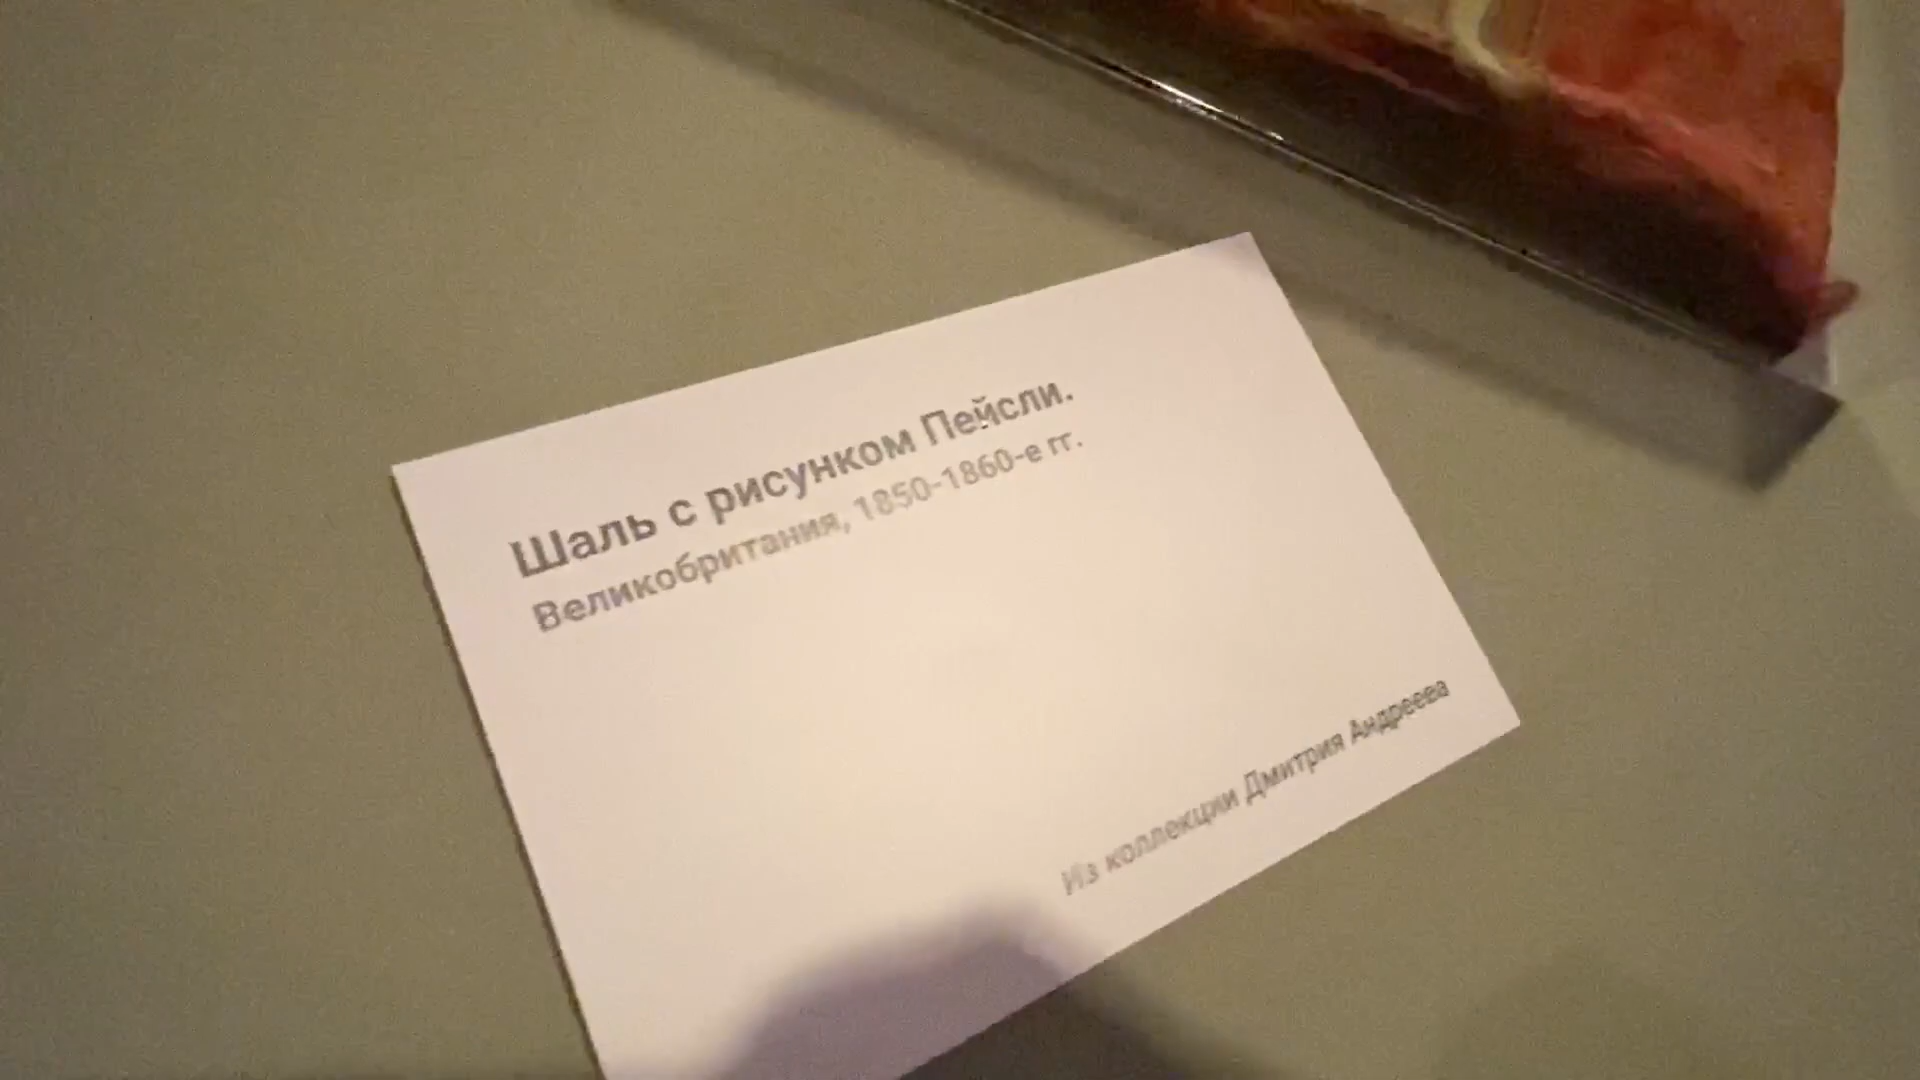 Шаль с рисунком Пейсли.
Великобритания, 1850-1860-е гг.
Из коллекции Дмитрия Андреева